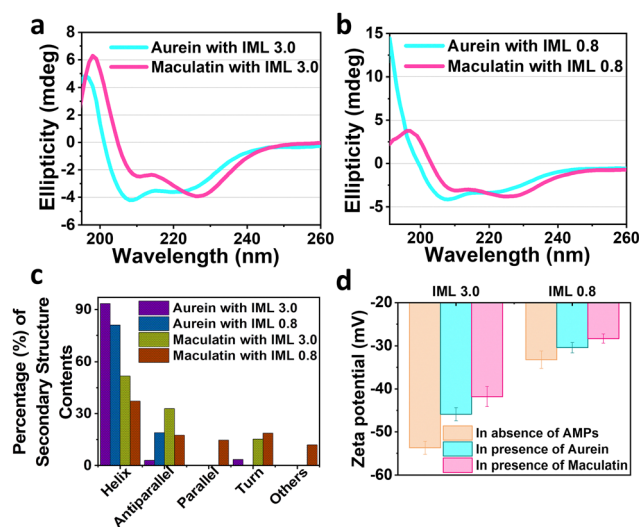 a
Aurein with IML 3.0
Maculatin with IML 3.0
Ellipticity (mdeg)
8
6
4
2
0
-2
-4
-6
200 220 240 260
Wavelength (nm)
b
Aurein with IML 0.8
Maculatin with IML 0.8
Ellipticity (mdeg)
15
10
5
0
-5
200 220 240 260
Wavelength (nm)
c
Percentage (%) of
Secondary Structure
Contents
90
60
30
0
Aurein with IML 3.0
Aurein with IML 0.8
Maculatin with IML 3.0
Maculatin with IML 0.8
Helix
Antiparallel
Parallel
Turn
Others
d
IML 3.0 IML 0.8
Zeta potential (mV)
-20
-30
-40
-50
-60
In absence of AMPs
In presence of Aurein
In presence of Maculatin